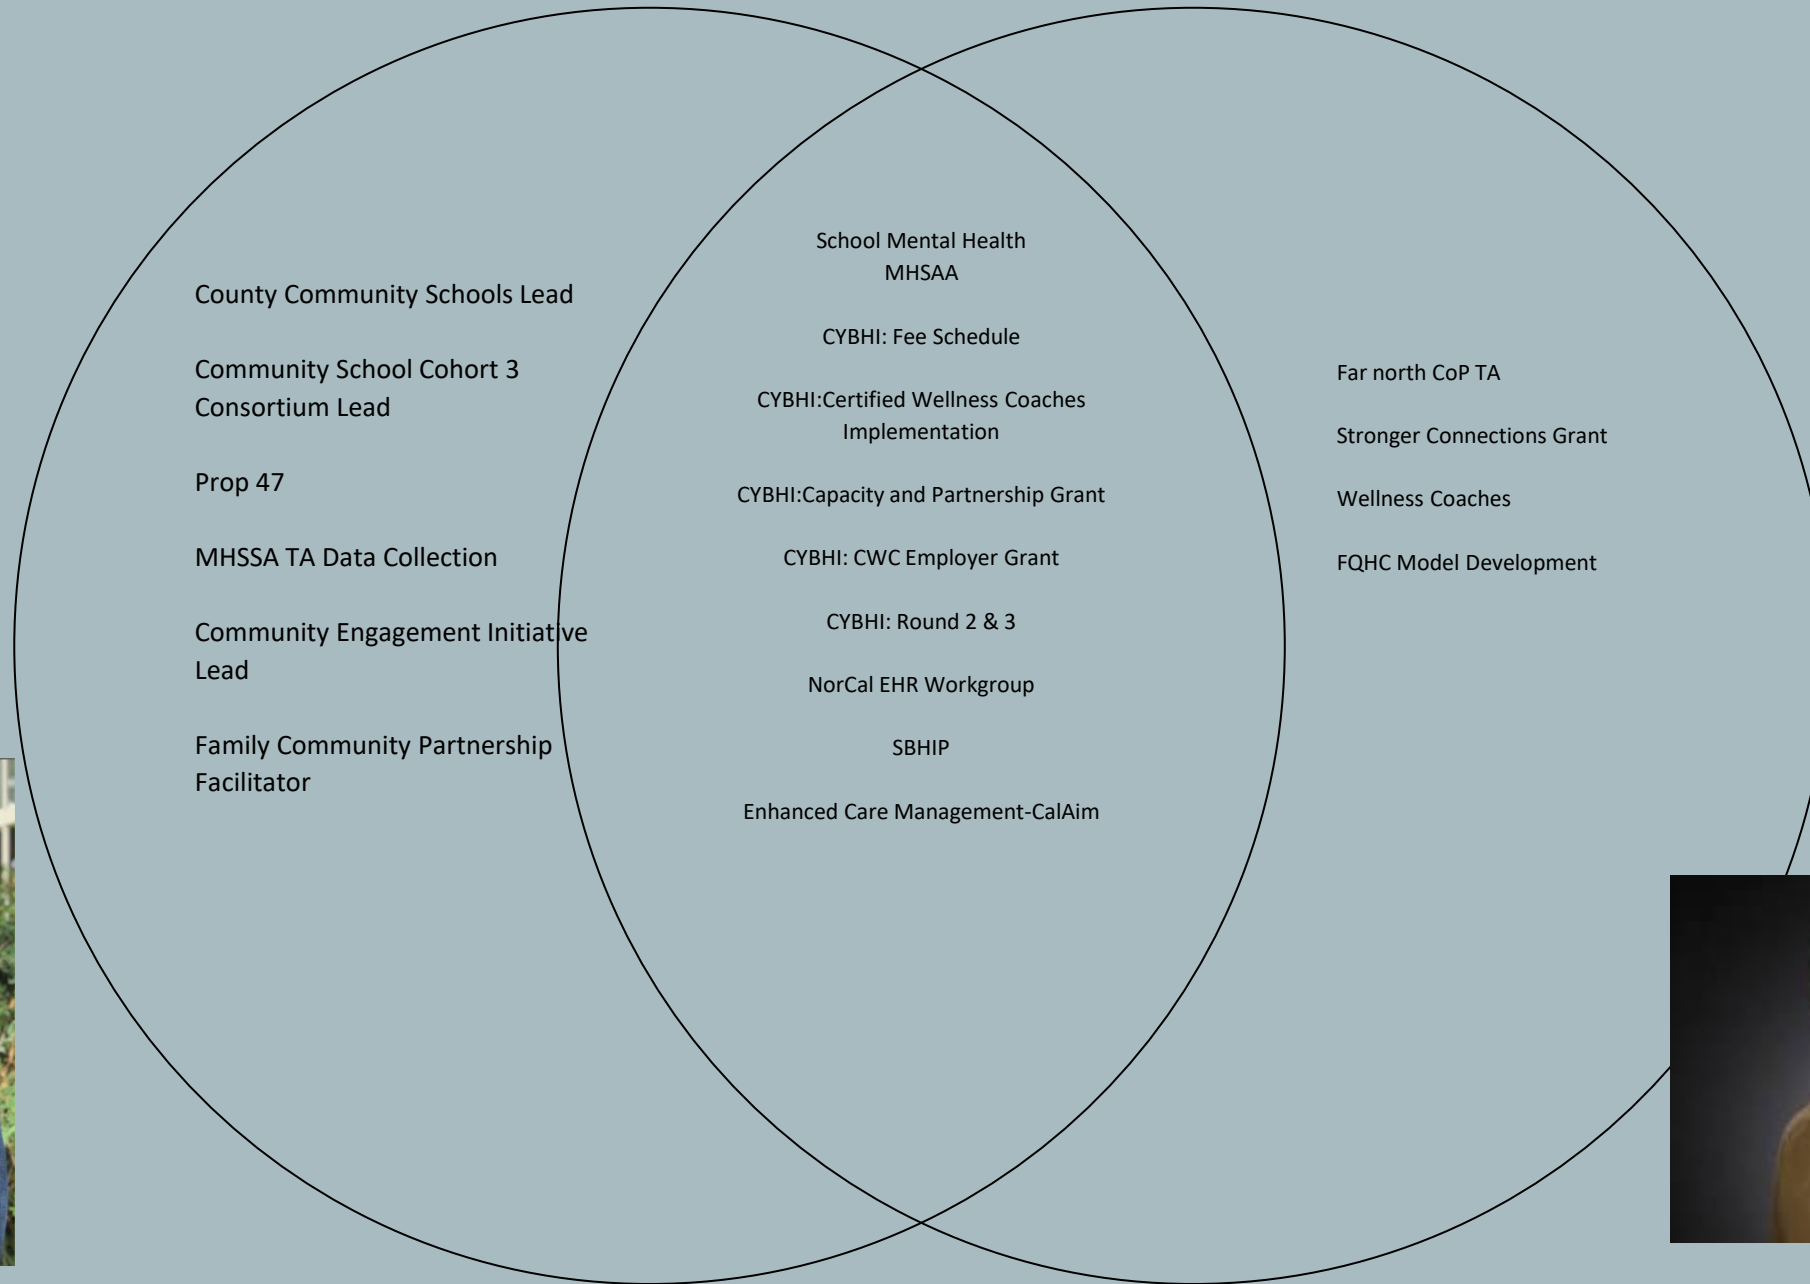 County Community Schools Lead
Community School Cohort 3
Consortium Lead
Prop 47
MHSSA TA Data Collection
Community Engagement Initiative
Lead
Family Community Partnership
Facilitator
School Mental Health
MHSAA
CYBHI: Fee Schedule
CYBHI:Certified Wellness Coaches
Implementation
CYBHI:Capacity and Partnership Grant
CYBHI: CWC Employer Grant
CYBHI: Round 2 & 3
NorCal EHR Workgroup
SBHIP
Enhanced Care Management-CalAim
Far north CoP TA
Stronger Connections Grant
Wellness Coaches
FQHC Model Development